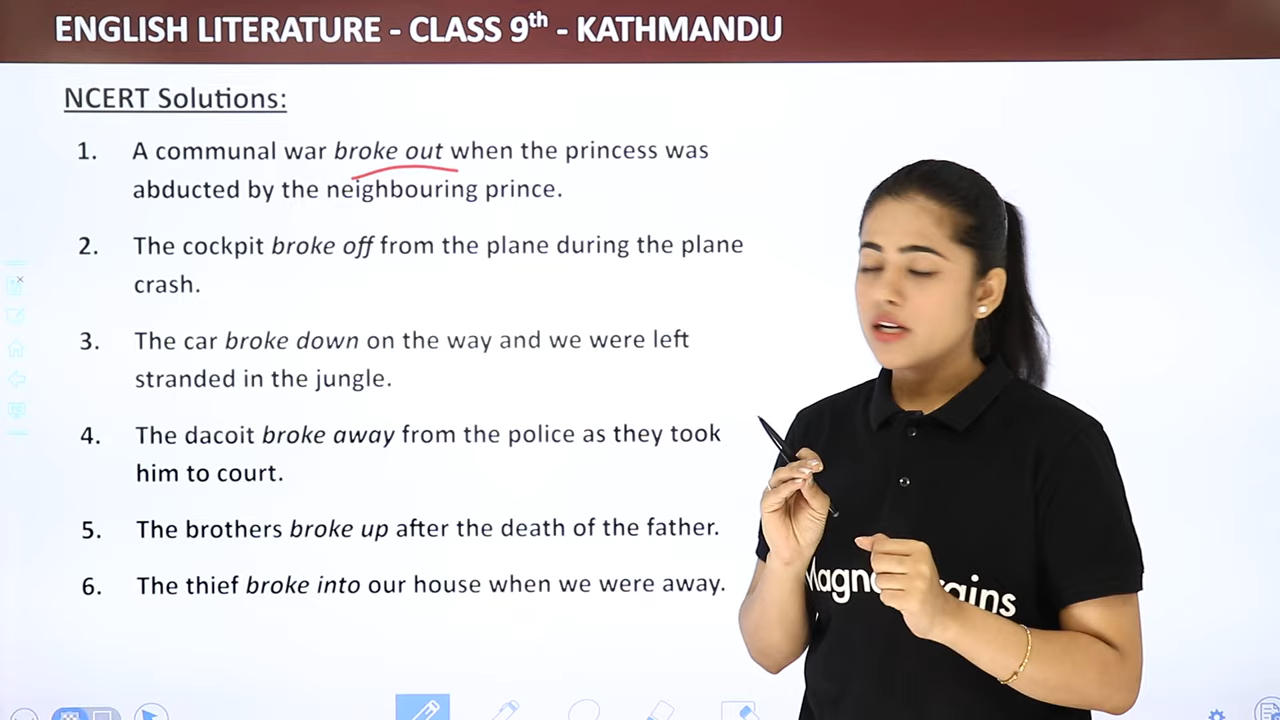 ENGLISH LITERATURE - CLASS 9th - KATHMANDU
NCERT Solutions:
1. A communal war broke out when the princess was
abducted by the neighbouring prince.
2. The cockpit broke off from the plane during the plane
crash.
3. The car broke down on the way and we were left
stranded in the jungle.
4. The dacoit broke away from the police as they took
him to court.
5. The brothers broke up after the death of the father.
6. The thief broke into our house when we were away.